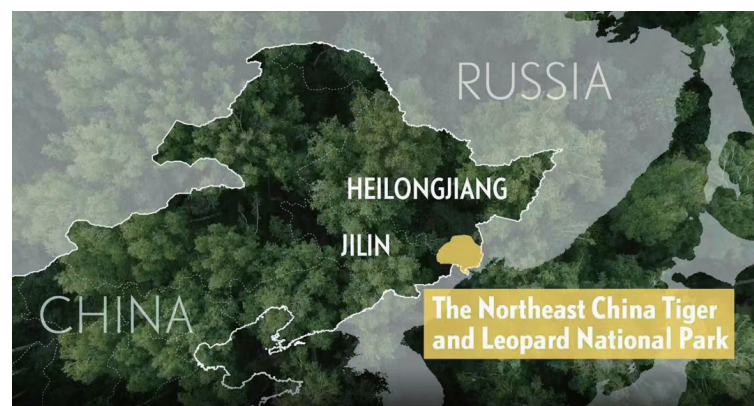 RUSSIA
HEILONGJIANG
JILIN
CHINA
The Northeast China Tiger
and Leopard National Park